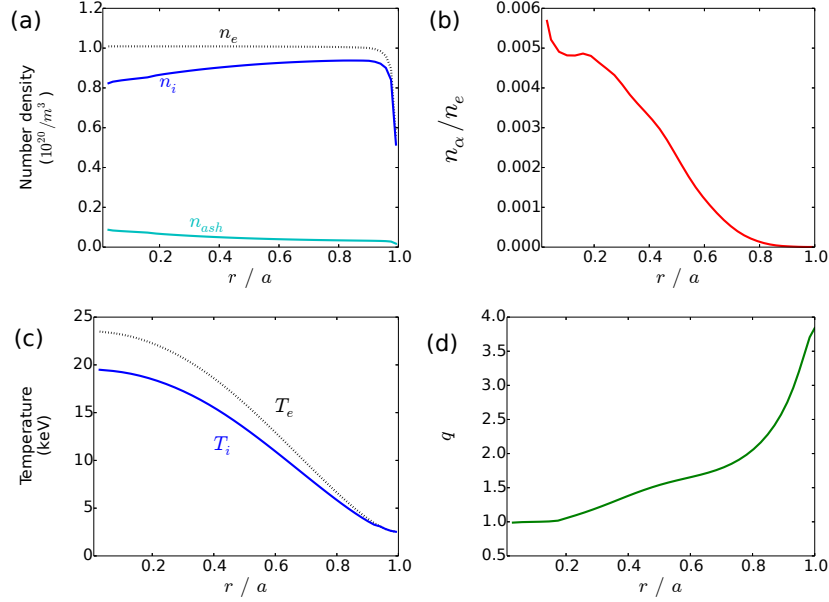 (a)
Number density
(10²⁰/m³)
1.2
1.0
0.8
0.6
0.4
0.2
0.0
n_e
n_i
n_ash
0.2 0.4 0.6 0.8 1.0
r / a
(b)
n_α/n_e
0.006
0.005
0.004
0.003
0.002
0.001
0.000
0.2 0.4 0.6 0.8 1.0
r / a
(c)
Temperature
(keV)
25
20
15
10
5
0
T_e
T_i
0.2 0.4 0.6 0.8 1.0
r / a
(d)
q
4.0
3.5
3.0
2.5
2.0
1.5
1.0
0.5
0.2 0.4 0.6 0.8 1.0
r / a